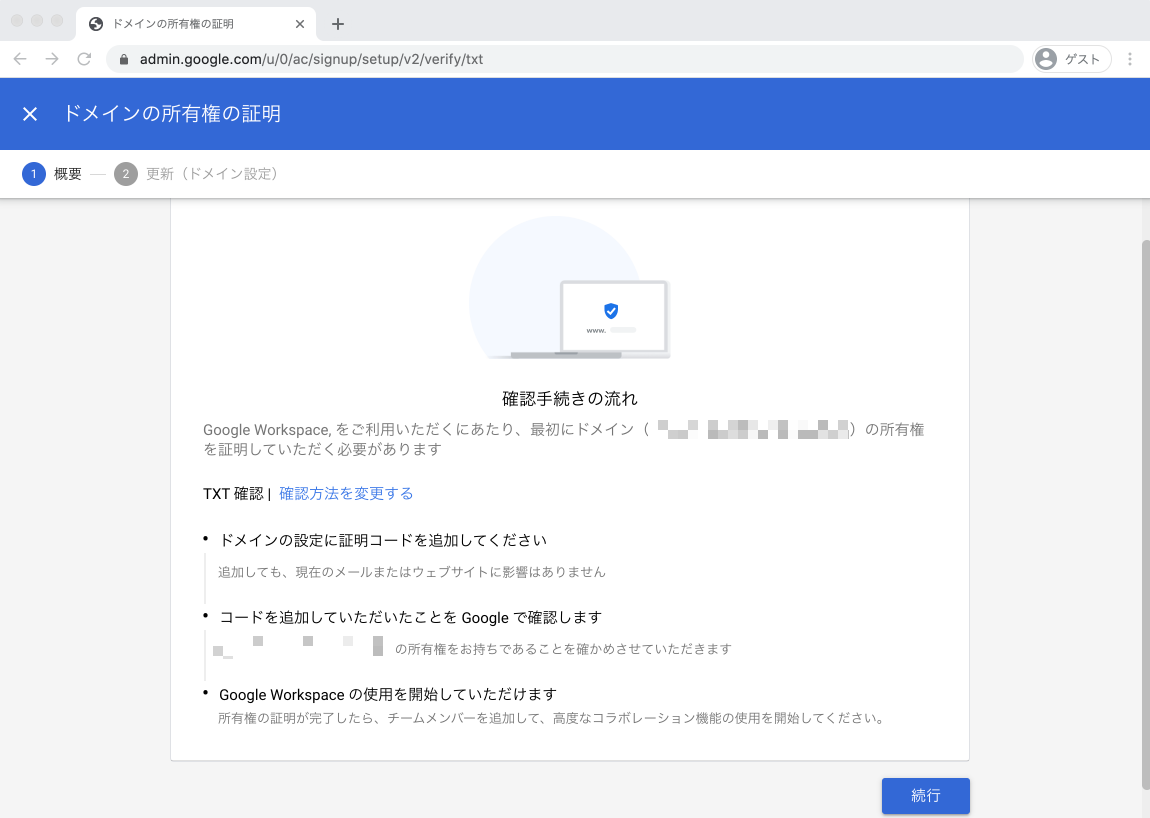 ドメインの所有権の証明
admin.google.com/u/0/ac/signup/setup/v2/verify/txt
ゲスト
ドメインの所有権の証明
1 概要 2 更新（ドメイン設定）
www.
確認手続きの流れ
Google Workspace, をご利用いただくにあたり、最初にドメイン（ ）の所有権
を証明していただく必要があります
TXT 確認 | 確認方法を変更する
• ドメインの設定に証明コードを追加してください
追加しても、現在のメールまたはウェブサイトに影響はありません
• コードを追加していただいたことを Google で確認します
の所有権をお持ちであることを確かめさせていただきます
• Google Workspace の使用を開始していただけます
所有権の証明が完了したら、チームメンバーを追加して、高度なコラボレーション機能の使用を開始してください。
続行